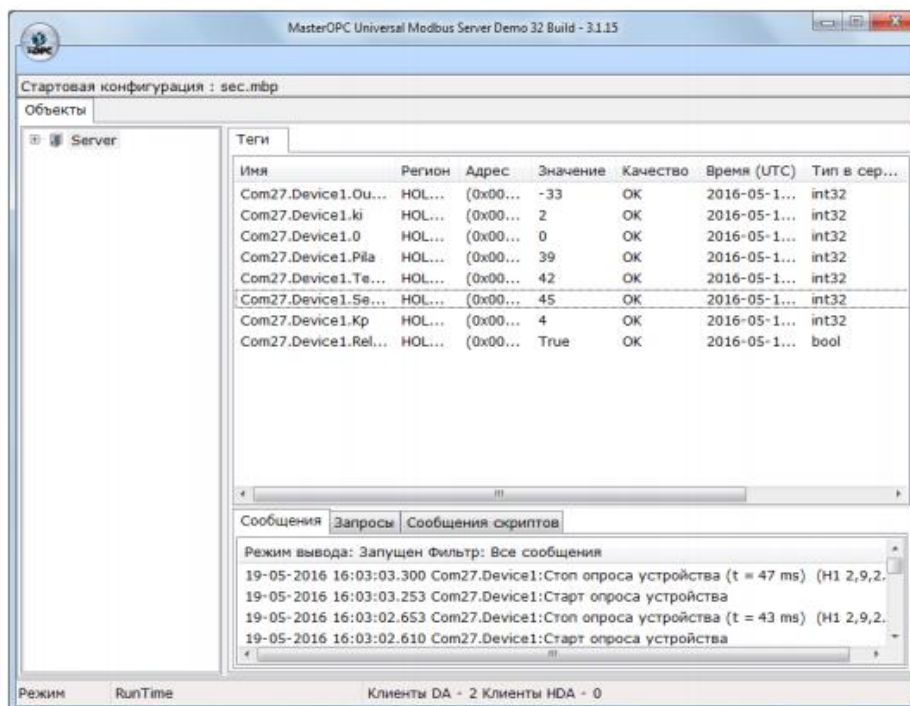 MasterOPC Universal Modbus Server Demo 32 Build - 3.1.15
Стартовая конфигурация : sec.mbp
Объекты
Server
Теги
Имя Регион Адрес Значение Качество Время (UTC) Тип в сер...
Com27.Device1.Ou... HOL... (0x00... -33 OK 2016-05-1... int32
Com27.Device1.ki HOL... (0x00... 2 OK 2016-05-1... int32
Com27.Device1.0 HOL... (0x00... 0 OK 2016-05-1... int32
Com27.Device1.Pila HOL... (0x00... 39 OK 2016-05-1... int32
Com27.Device1.Te... HOL... (0x00... 42 OK 2016-05-1... int32
Com27.Device1.Se... HOL... (0x00... 45 OK 2016-05-1... int32
Com27.Device1.Kp HOL... (0x00... 4 OK 2016-05-1... int32
Com27.Device1.Rel... HOL... (0x00... True OK 2016-05-1... bool
Сообщения Запросы Сообщения скриптов
Режим вывода: Запущен Фильтр: Все сообщения
19-05-2016 16:03:03.300 Com27.Device1:Стоп опроса устройства (t = 47 ms) (H1 2,9,2.
19-05-2016 16:03:03.253 Com27.Device1:Старт опроса устройства
19-05-2016 16:03:02.653 Com27.Device1:Стоп опроса устройства (t = 43 ms) (H1 2,9,2.
19-05-2016 16:03:02.610 Com27.Device1:Старт опроса устройства
Режим RunTime Клиенты DA - 2 Клиенты HDA - 0